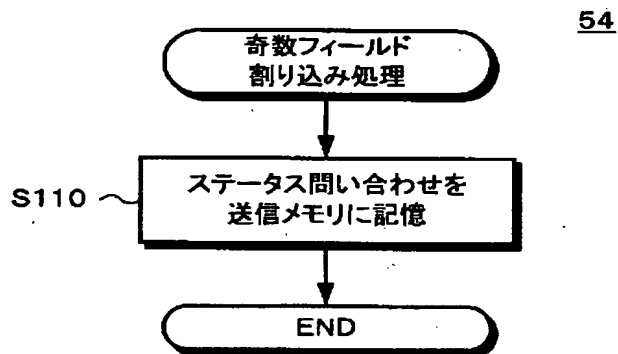 54
奇数フィールド
割り込み処理
S110
ステータス問い合わせを
送信メモリに記憶
END